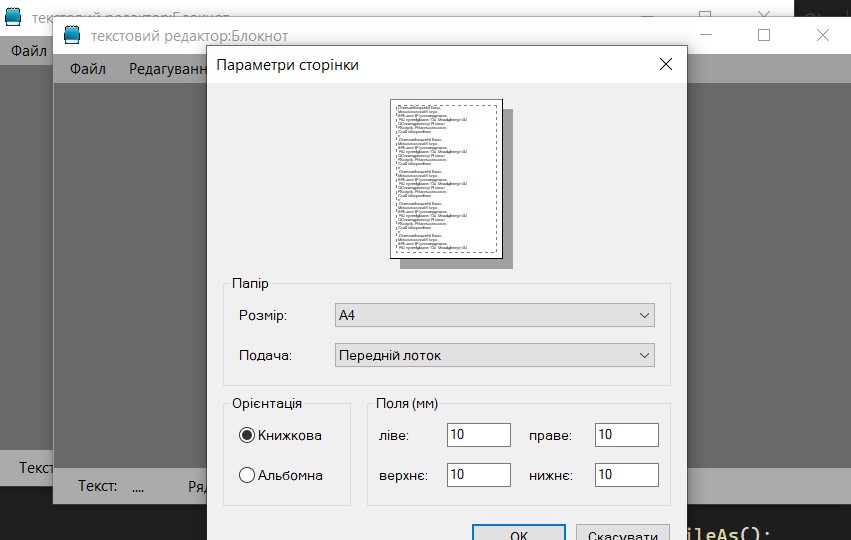 текстовий редактор:Блокнот
текстовий редактор:Блокнот
Файл
Файл Редагуванн
Параметри сторінки
Папір
Розмір: A4
Подача: Передній лоток
Орієнтація
Книжкова
Альбомна
Поля (мм)
ліве: 10 праве: 10
верхнє: 10 нижнє: 10
Текст
Текст: .... Ряд
OK Скасувати
ileAs();